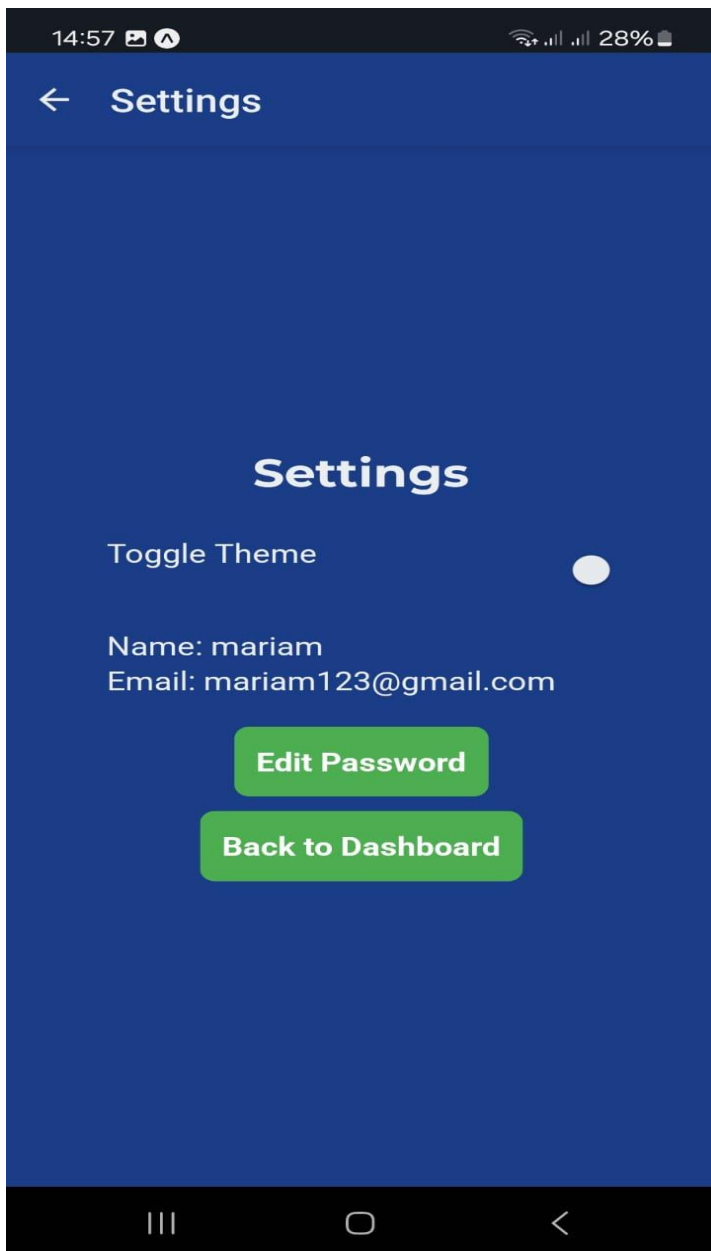 14:57 28%
Settings
Settings
Toggle Theme
Name: mariam
Email: mariam123@gmail.com
Edit Password
Back to Dashboard